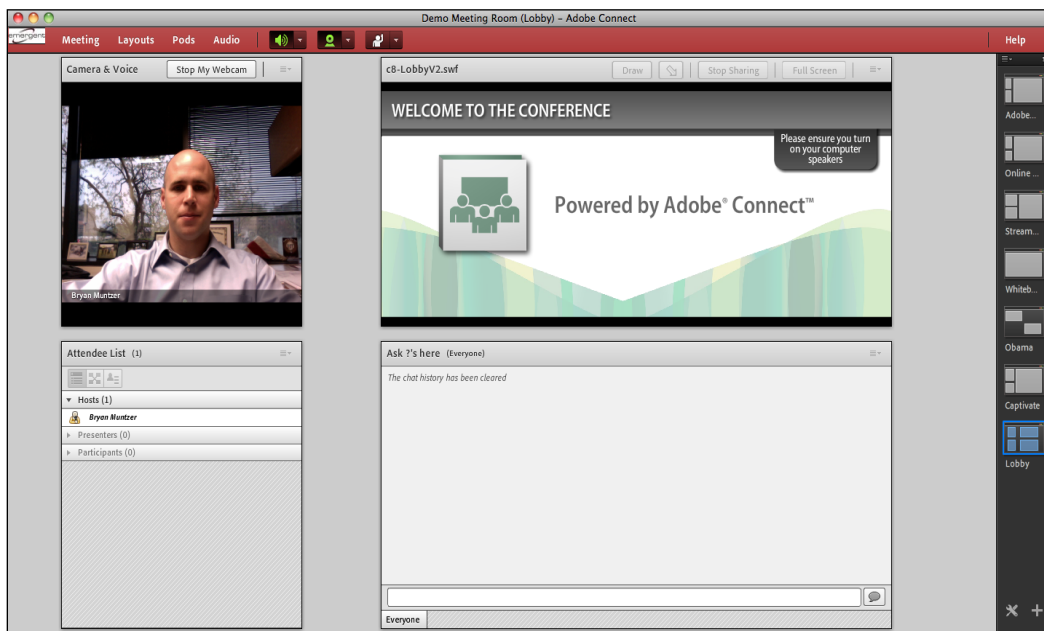 Demo Meeting Room (Lobby) – Adobe Connect
emergent
Meeting Layouts Pods Audio Help
Camera & Voice Stop My Webcam
Bryan Muntzer
c8-LobbyV2.swf Draw Stop Sharing Full Screen
WELCOME TO THE CONFERENCE
Please ensure you turn
on your computer
speakers
Powered by Adobe® Connect™
Attendee List (1)
Hosts (1)
Bryan Muntzer
Presenters (0)
Participants (0)
Ask ?'s here (Everyone)
The chat history has been cleared
Everyone
Adobe...
Online ...
Stream...
Whiteb...
Obama
Captivate
Lobby